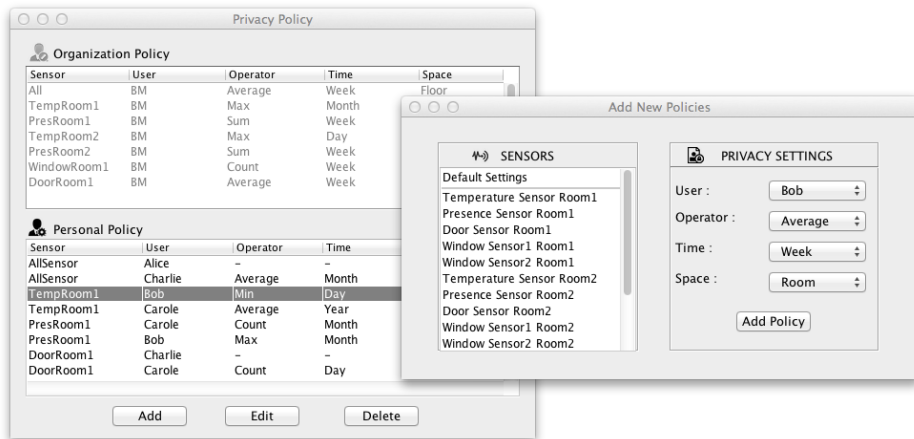 Privacy Policy
Organization Policy
Sensor User Operator Time Space
All BM Average Week Floor
TempRoom1 BM Max Month
PresRoom1 BM Sum Week
TempRoom2 BM Max Day
PresRoom2 BM Sum Week
WindowRoom1 BM Count Week
DoorRoom1 BM Average Week
Personal Policy
Sensor User Operator Time
AllSensor Alice – –
AllSensor Charlie Average Month
TempRoom1 Bob Min Day
TempRoom1 Carole Average Year
PresRoom1 Carole Count Month
PresRoom1 Bob Max Month
DoorRoom1 Charlie – –
DoorRoom1 Carole Count Day
Add Edit Delete
Add New Policies
SENSORS
Default Settings
Temperature Sensor Room1
Presence Sensor Room1
Door Sensor Room1
Window Sensor1 Room1
Window Sensor2 Room1
Temperature Sensor Room2
Presence Sensor Room2
Door Sensor Room2
Window Sensor1 Room2
Window Sensor2 Room2
PRIVACY SETTINGS
User : Bob
Operator : Average
Time : Week
Space : Room
Add Policy